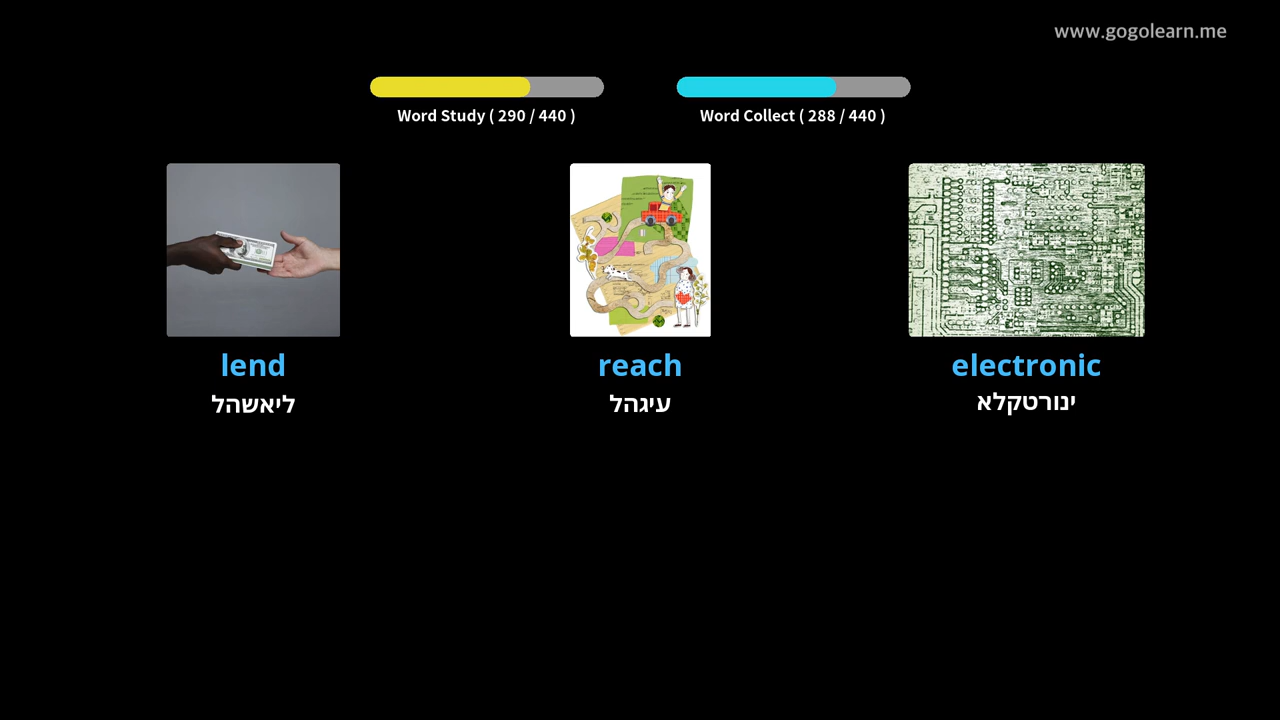 www.gogolearn.me
Word Study ( 290 / 440 )
Word Collect ( 288 / 440 )
lend
ליאשהל
reach
עיגהל
electronic
ינורטקלא